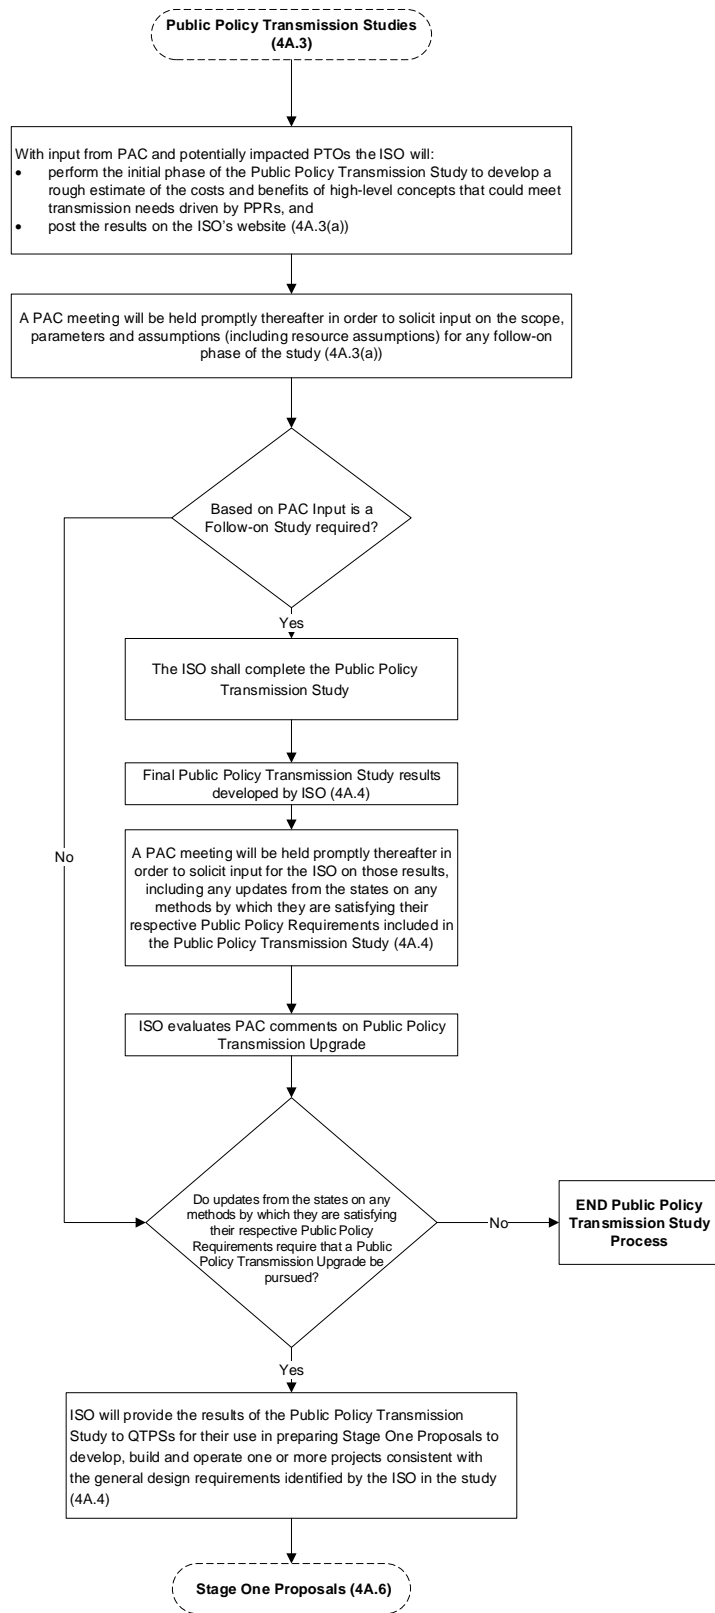 Public Policy Transmission Studies
(4A.3)
With input from PAC and potentially impacted PTOs the ISO will:
• perform the initial phase of the Public Policy Transmission Study to develop a
rough estimate of the costs and benefits of high-level concepts that could meet
transmission needs driven by PPRs, and
• post the results on the ISO's website (4A.3(a))
A PAC meeting will be held promptly thereafter in order to solicit input on the scope,
parameters and assumptions (including resource assumptions) for any follow-on
phase of the study (4A.3(a))
Based on PAC Input is a
Follow-on Study required?
Yes
The ISO shall complete the Public Policy
Transmission Study
Final Public Policy Transmission Study results
developed by ISO (4A.4)
No
A PAC meeting will be held promptly thereafter in
order to solicit input for the ISO on those results,
including any updates from the states on any
methods by which they are satisfying their
respective Public Policy Requirements included in
the Public Policy Transmission Study (4A.4)
ISO evaluates PAC comments on Public Policy
Transmission Upgrade
Do updates from the states on any
methods by which they are satisfying
their respective Public Policy
Requirements require that a Public
Policy Transmission Upgrade be
pursued?
No
END Public Policy
Transmission Study
Process
Yes
ISO will provide the results of the Public Policy Transmission
Study to QTPSs for their use in preparing Stage One Proposals to
develop, build and operate one or more projects consistent with
the general design requirements identified by the ISO in the study
(4A.4)
Stage One Proposals (4A.6)